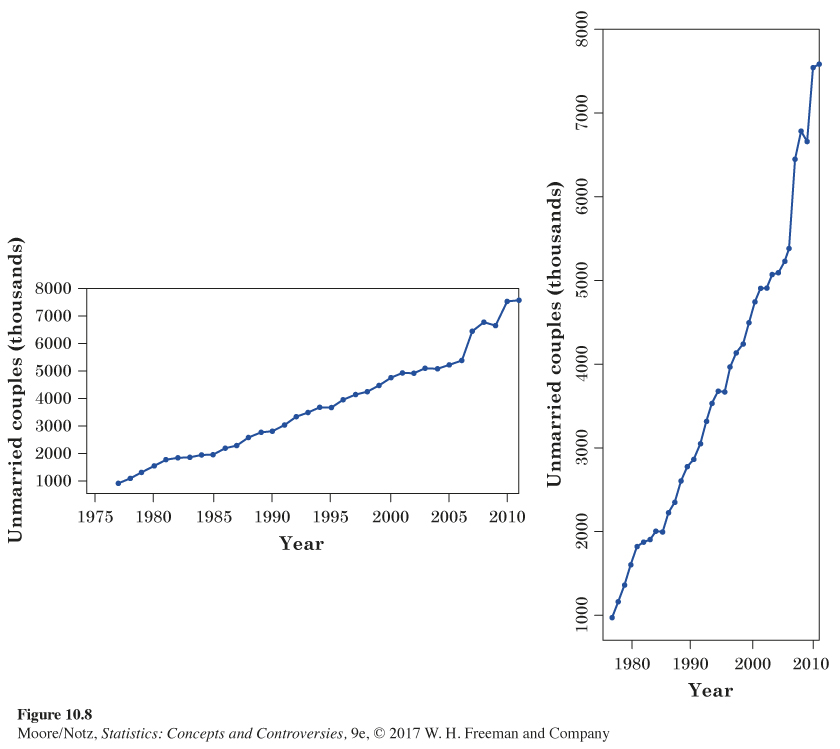 Unmarried couples (thousands)
8000
7000
6000
5000
4000
3000
2000
1000
1975 1980 1985 1990 1995 2000 2005 2010
Year
Unmarried couples (thousands)
8000
7000
6000
5000
4000
3000
2000
1000
1980 1990 2000 2010
Year
Figure 10.8
Moore/Notz, Statistics: Concepts and Controversies, 9e, © 2017 W. H. Freeman and Company